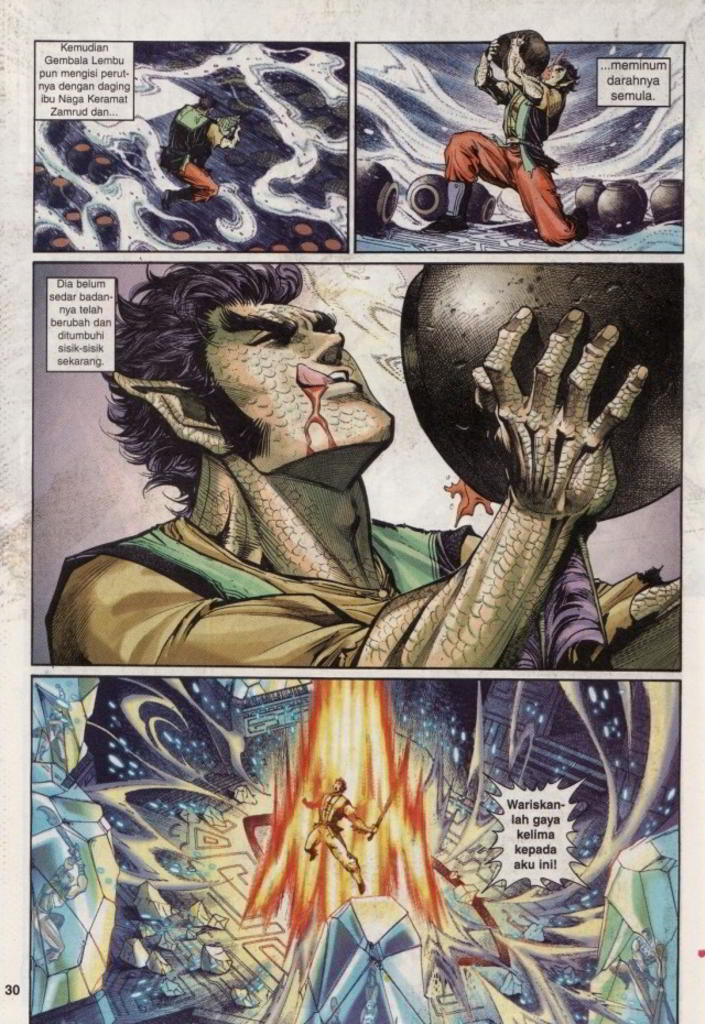 Kemudian
Gembala Lembu
pun mengisi perut-
nya dengan daging
ibu Naga Keramat
Zamrud dan...
...meminum
darahnya
semula.
Dia belum
sedar badan-
nya telah
berubah dan
ditumbuhi
sisik-sisik
sekarang.
Wariskan-
lah gaya
kelima
kepada
aku ini!
30